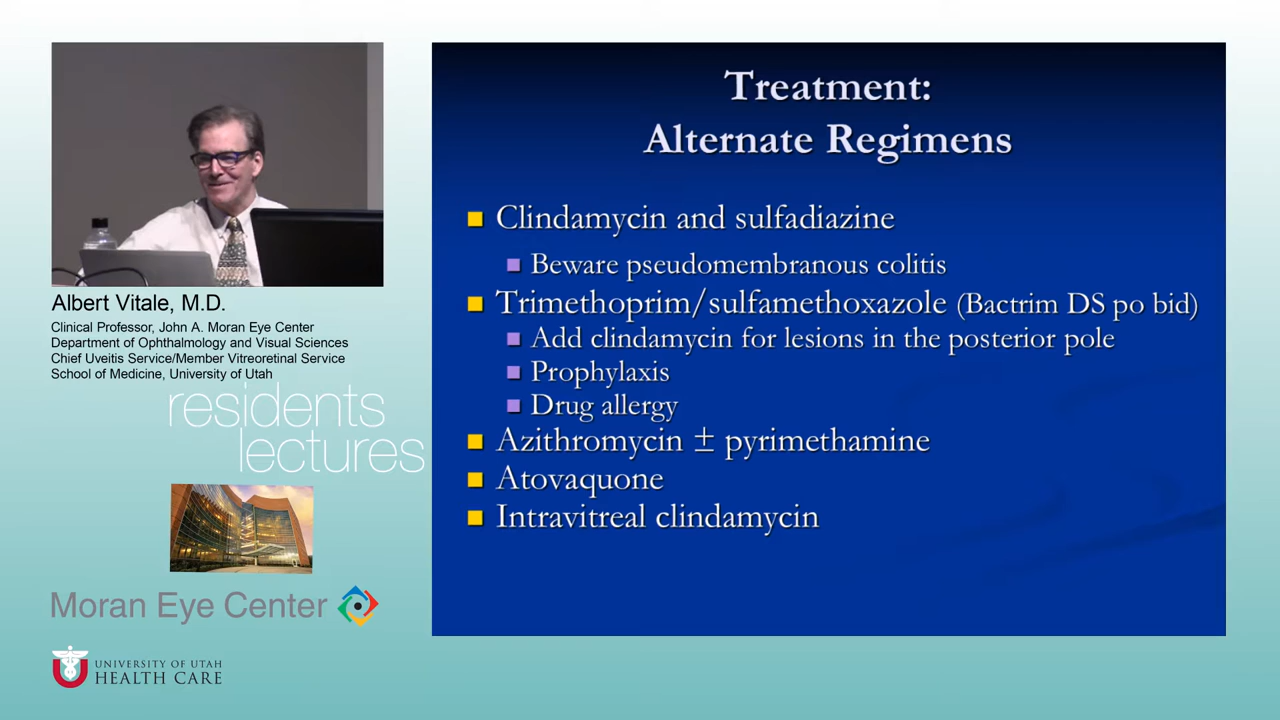 Treatment:
Alternate Regimens
Clindamycin and sulfadiazine
Beware pseudomembranous colitis
Trimethoprim/sulfamethoxazole (Bactrim DS po bid)
Add clindamycin for lesions in the posterior pole
Prophylaxis
Drug allergy
Azithromycin ± pyrimethamine
Atovaquone
Intravitreal clindamycin
Albert Vitale, M.D.
Clinical Professor, John A. Moran Eye Center
Department of Ophthalmology and Visual Sciences
Chief Uveitis Service/Member Vitreoretinal Service
School of Medicine, University of Utah
residents
lectures
Moran Eye Center
UNIVERSITY OF UTAH
HEALTH CARE